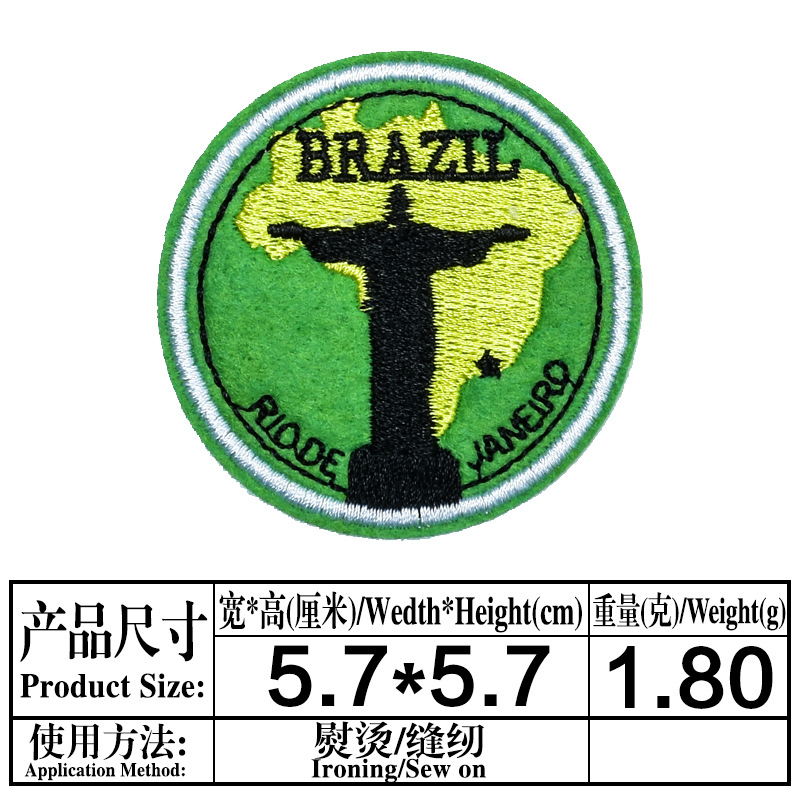 BRAZIL
RIO DE JANEIRO
产品尺寸
Product Size:
宽*高(厘米)/Wedth*Height(cm)
重量(克)/Weight(g)
5.7*5.7
1.80
使用方法:
Application Method:
熨烫/缝纫
Ironing/Sew on